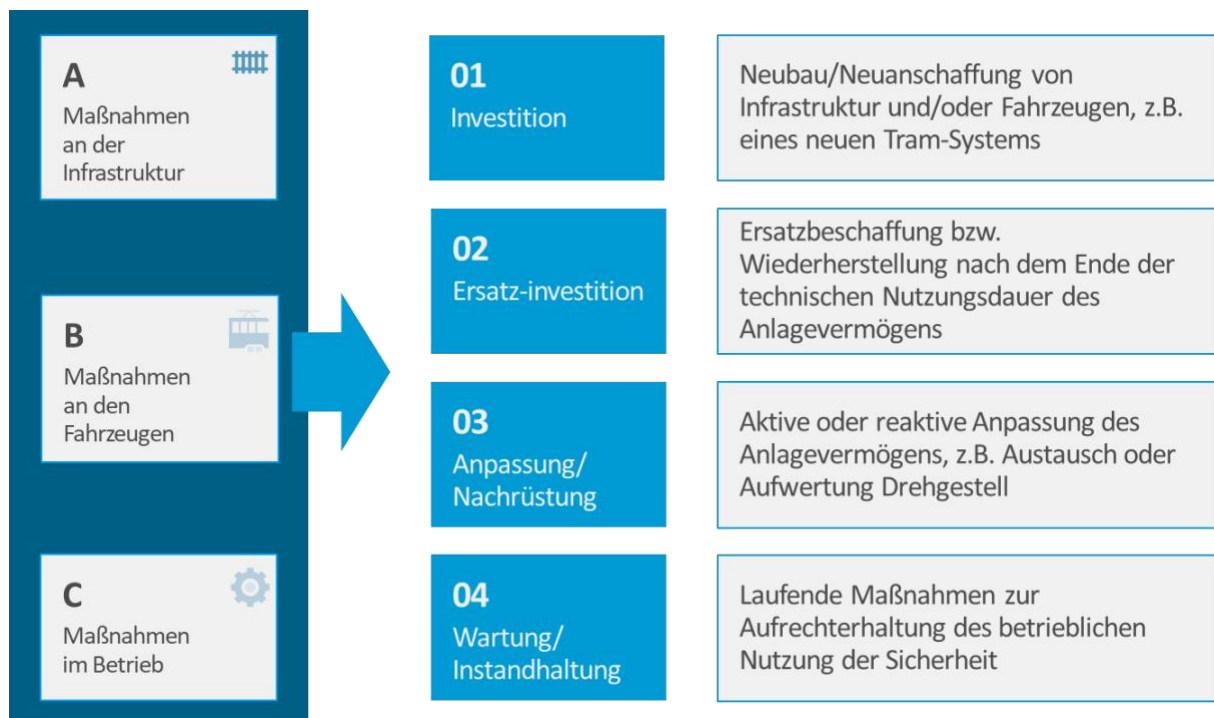 A
Maßnahmen
an der
Infrastruktur
B
Maßnahmen
an den
Fahrzeugen
C
Maßnahmen
im Betrieb
01
Investition
Neubau/Neuanschaffung von
Infrastruktur und/oder Fahrzeugen, z.B.
eines neuen Tram-Systems
02
Ersatz-investition
Ersatzbeschaffung bzw.
Wiederherstellung nach dem Ende der
technischen Nutzungsdauer des
Anlagevermögens
03
Anpassung/
Nachrüstung
Aktive oder reaktive Anpassung des
Anlagevermögens, z.B. Austausch oder
Aufwertung Drehgestell
04
Wartung/
Instandhaltung
Laufende Maßnahmen zur
Aufrechterhaltung des betrieblichen
Nutzung der Sicherheit